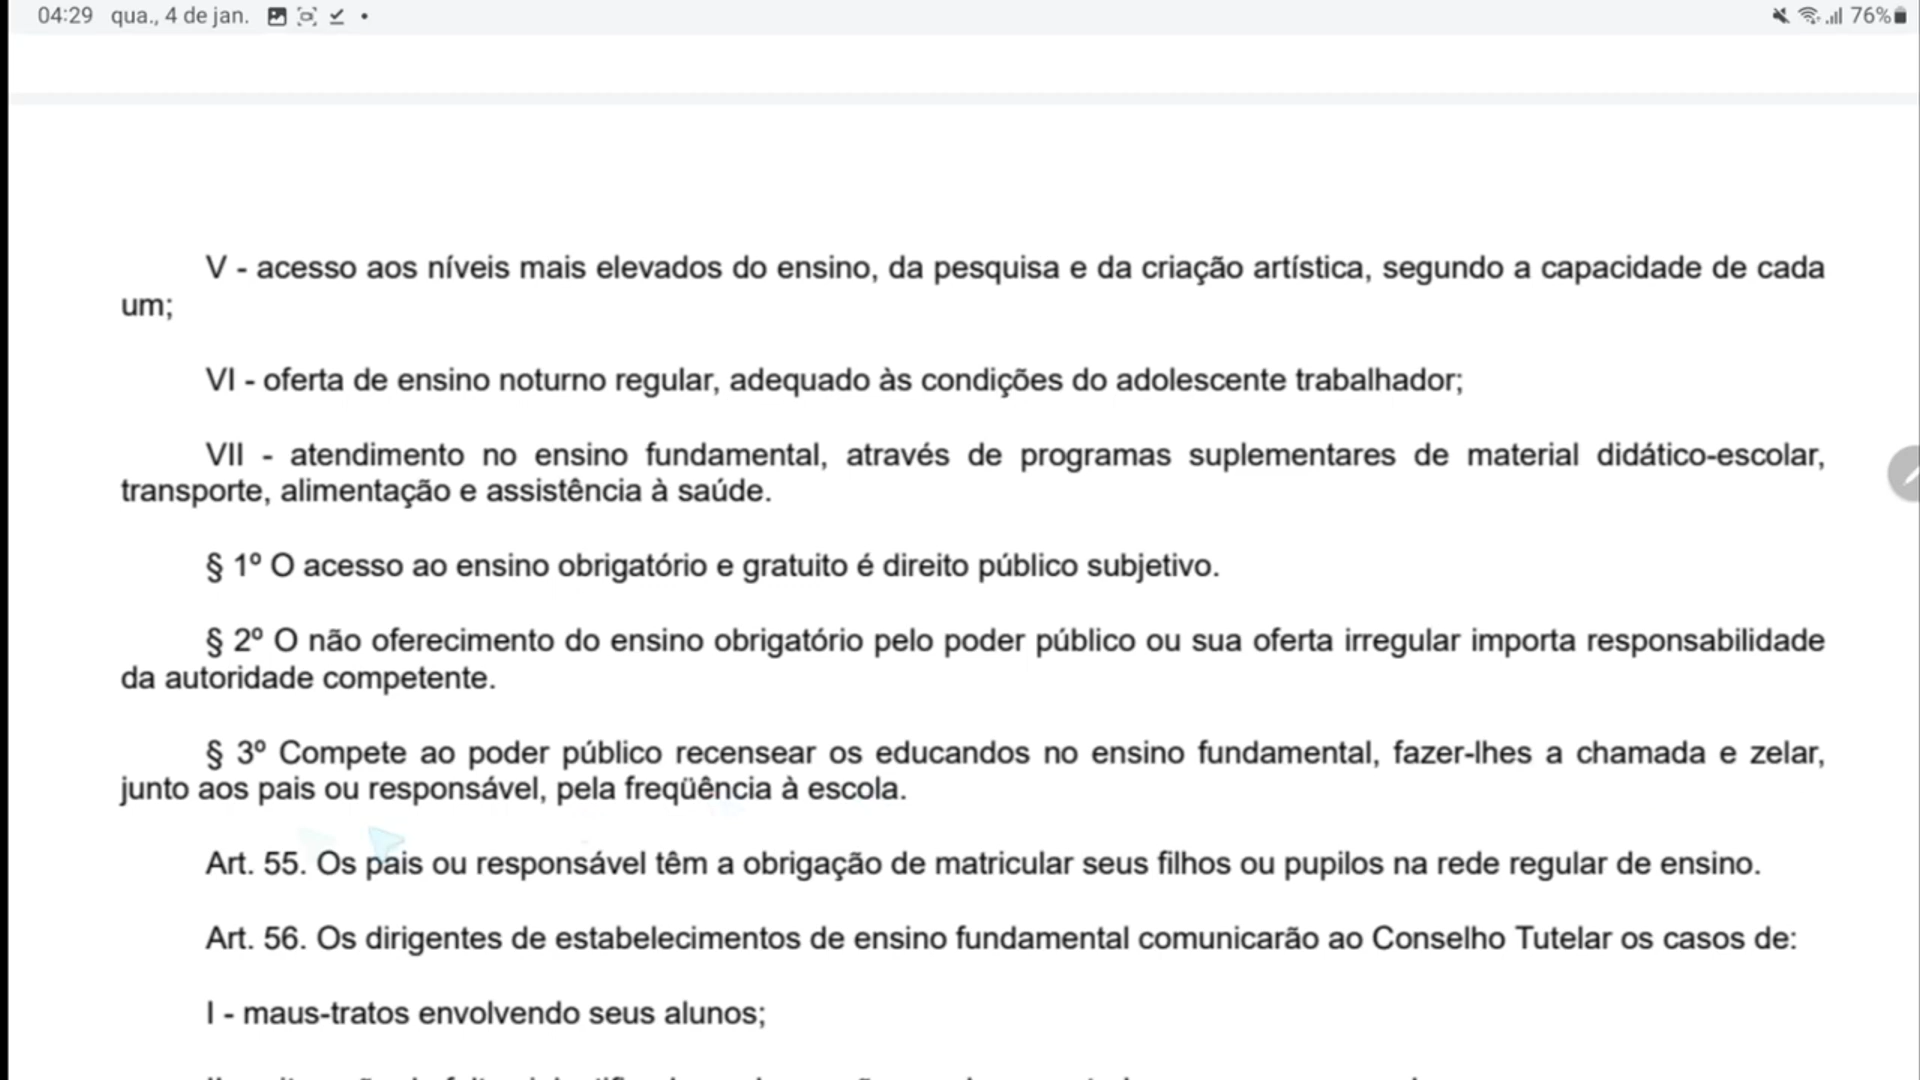 04:29 qua., 4 de jan.
76%
V - acesso aos níveis mais elevados do ensino, da pesquisa e da criação artística, segundo a capacidade de cada
um;
VI - oferta de ensino noturno regular, adequado às condições do adolescente trabalhador;
VII - atendimento no ensino fundamental, através de programas suplementares de material didático-escolar,
transporte, alimentação e assistência à saúde.
§ 1º O acesso ao ensino obrigatório e gratuito é direito público subjetivo.
§ 2º O não oferecimento do ensino obrigatório pelo poder público ou sua oferta irregular importa responsabilidade
da autoridade competente.
§ 3º Compete ao poder público recensear os educandos no ensino fundamental, fazer-lhes a chamada e zelar,
junto aos pais ou responsável, pela freqüência à escola.
Art. 55. Os pais ou responsável têm a obrigação de matricular seus filhos ou pupilos na rede regular de ensino.
Art. 56. Os dirigentes de estabelecimentos de ensino fundamental comunicarão ao Conselho Tutelar os casos de:
I - maus-tratos envolvendo seus alunos;